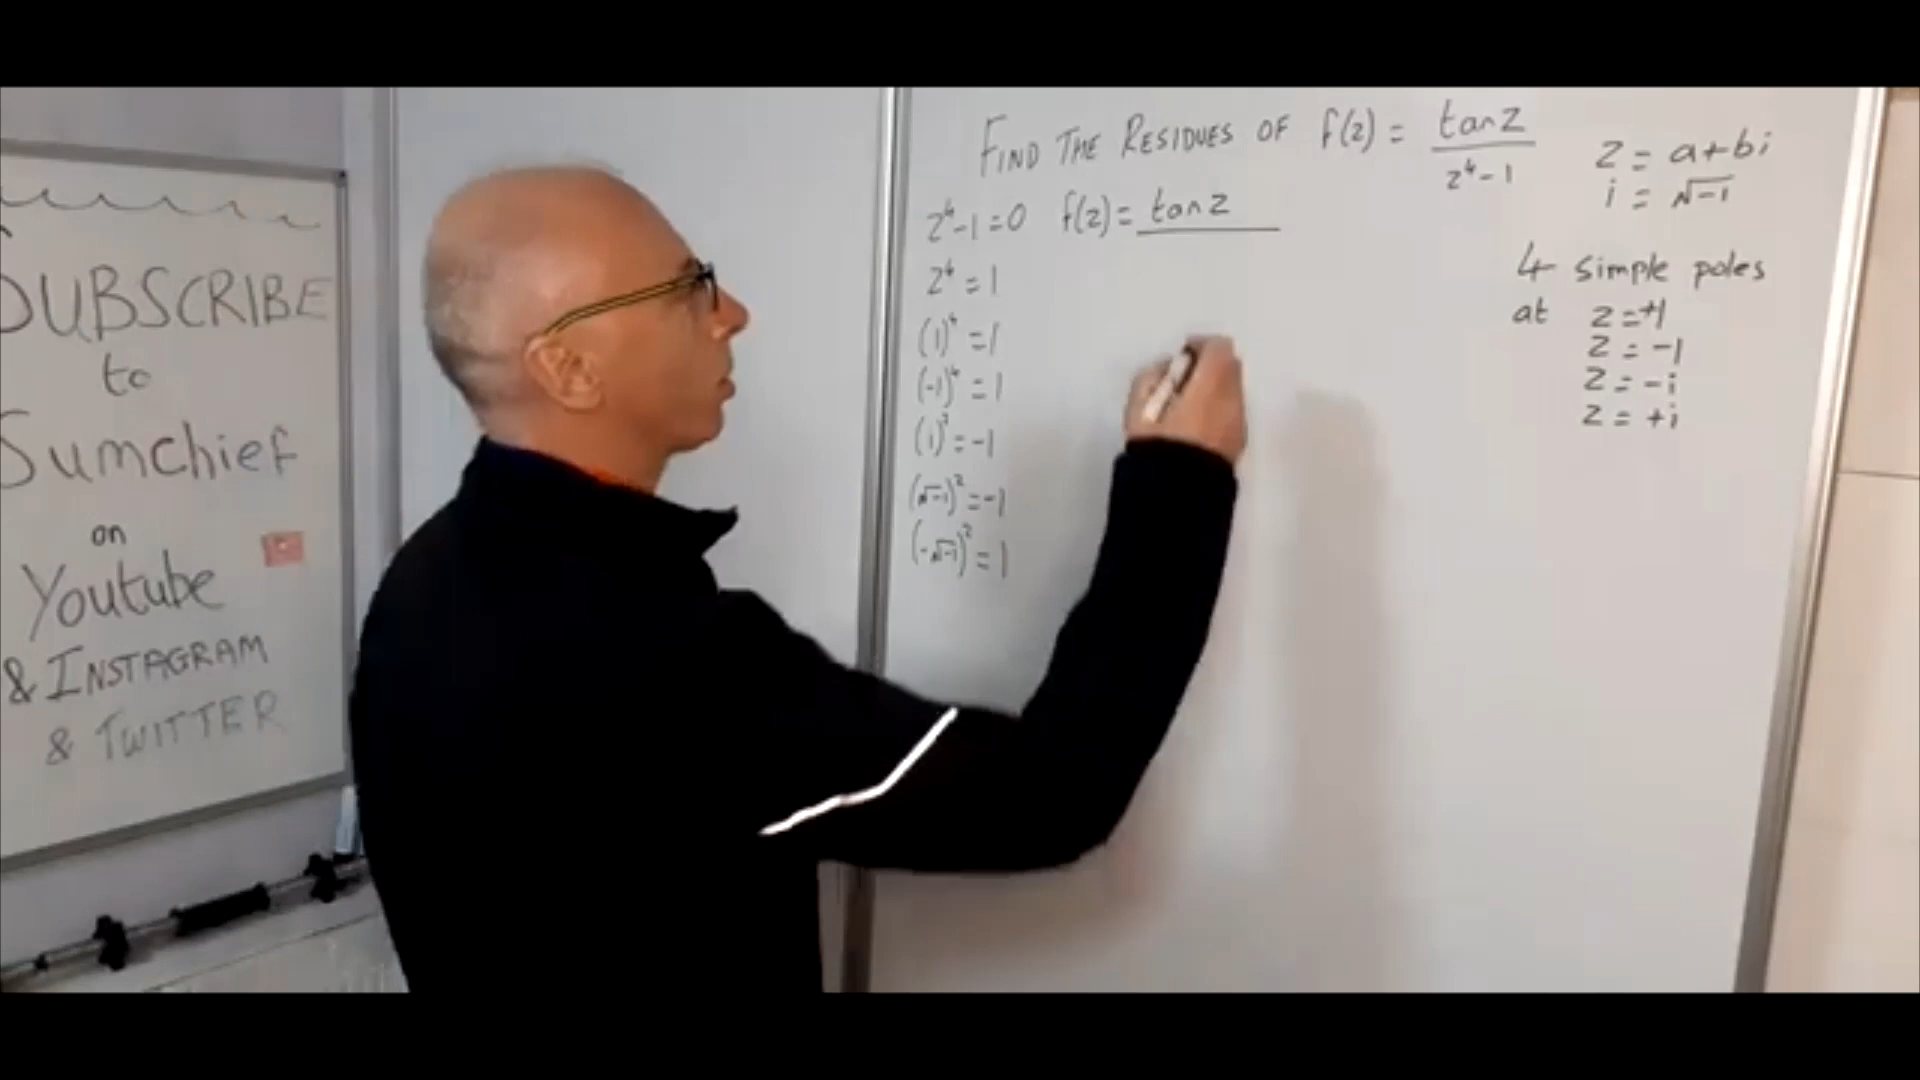 SUBSCRIBE
to
Sumchief
on
Youtube
& INSTAGRAM
& TWITTER
FIND THE RESIDUES OF f(z) = tanz / z⁴-1
z = a+bi
i = √-1
z⁴-1=0 f(z) = tanz
z⁴ = 1
(1)⁴ = 1
(-1)⁴ = 1
(i)² = -1
(√-1)² = -1
(-√-1)² = 1
4 simple poles
at z = +1
z = -1
z = -i
z = +i